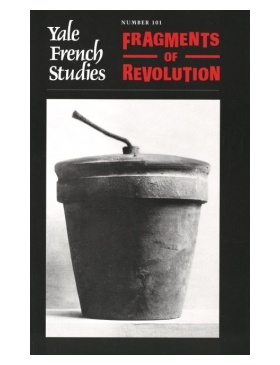 Yale
French
Studies
NUMBER 101
FRAGMENTS
OF
REVOLUTION